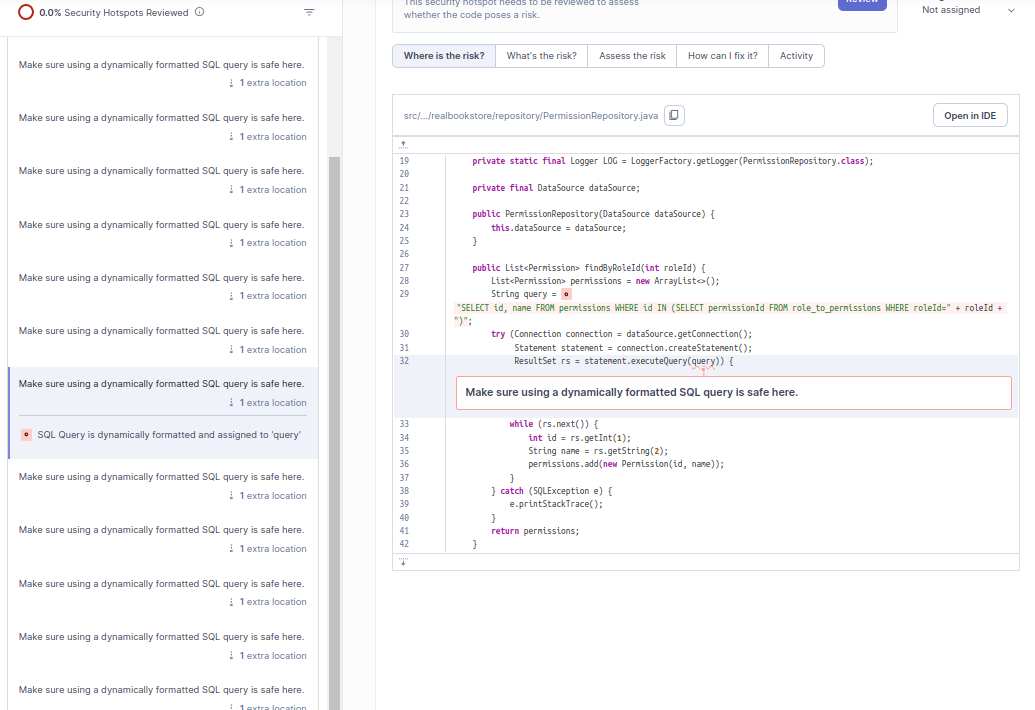 0.0% Security Hotspots Reviewed
Make sure using a dynamically formatted SQL query is safe here.
1 extra location
Make sure using a dynamically formatted SQL query is safe here.
1 extra location
Make sure using a dynamically formatted SQL query is safe here.
1 extra location
Make sure using a dynamically formatted SQL query is safe here.
1 extra location
Make sure using a dynamically formatted SQL query is safe here.
1 extra location
Make sure using a dynamically formatted SQL query is safe here.
1 extra location
Make sure using a dynamically formatted SQL query is safe here.
1 extra location
SQL Query is dynamically formatted and assigned to 'query'
Make sure using a dynamically formatted SQL query is safe here.
1 extra location
Make sure using a dynamically formatted SQL query is safe here.
1 extra location
Make sure using a dynamically formatted SQL query is safe here.
1 extra location
Make sure using a dynamically formatted SQL query is safe here.
1 extra location
Make sure using a dynamically formatted SQL query is safe here.
1 extra location
This security hotspot needs to be reviewed to assess
whether the code poses a risk.
Review
Not assigned
Where is the risk? What's the risk? Assess the risk How can I fix it? Activity
src/.../realbookstore/repository/PermissionRepository.java
Open in IDE
19 private static final Logger LOG = LoggerFactory.getLogger(PermissionRepository.class);
20
21 private final DataSource dataSource;
22
23 public PermissionRepository(DataSource dataSource) {
24 this.dataSource = dataSource;
25 }
26
27 public List<Permission> findByRoleId(int roleId) {
28 List<Permission> permissions = new ArrayList<>();
29 String query =
"SELECT id, name FROM permissions WHERE id IN (SELECT permissionId FROM role_to_permissions WHERE roleId=" + roleId +
")";
30 try (Connection connection = dataSource.getConnection();
31 Statement statement = connection.createStatement();
32 ResultSet rs = statement.executeQuery(query)) {
Make sure using a dynamically formatted SQL query is safe here.
33 while (rs.next()) {
34 int id = rs.getInt(1);
35 String name = rs.getString(2);
36 permissions.add(new Permission(id, name));
37 }
38 } catch (SQLException e) {
39 e.printStackTrace();
40 }
41 return permissions;
42 }